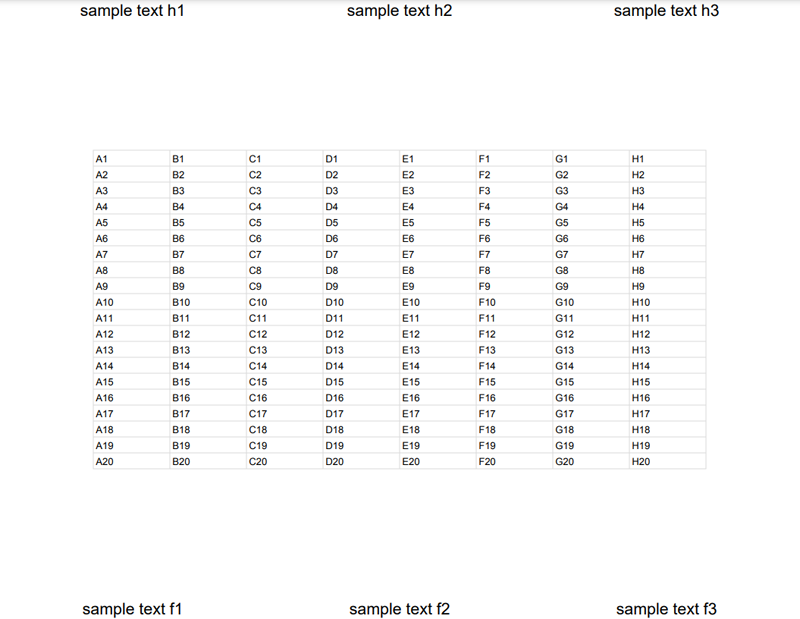 sample text h1 sample text h2 sample text h3
A1 B1 C1 D1 E1 F1 G1 H1
A2 B2 C2 D2 E2 F2 G2 H2
A3 B3 C3 D3 E3 F3 G3 H3
A4 B4 C4 D4 E4 F4 G4 H4
A5 B5 C5 D5 E5 F5 G5 H5
A6 B6 C6 D6 E6 F6 G6 H6
A7 B7 C7 D7 E7 F7 G7 H7
A8 B8 C8 D8 E8 F8 G8 H8
A9 B9 C9 D9 E9 F9 G9 H9
A10 B10 C10 D10 E10 F10 G10 H10
A11 B11 C11 D11 E11 F11 G11 H11
A12 B12 C12 D12 E12 F12 G12 H12
A13 B13 C13 D13 E13 F13 G13 H13
A14 B14 C14 D14 E14 F14 G14 H14
A15 B15 C15 D15 E15 F15 G15 H15
A16 B16 C16 D16 E16 F16 G16 H16
A17 B17 C17 D17 E17 F17 G17 H17
A18 B18 C18 D18 E18 F18 G18 H18
A19 B19 C19 D19 E19 F19 G19 H19
A20 B20 C20 D20 E20 F20 G20 H20
sample text f1 sample text f2 sample text f3